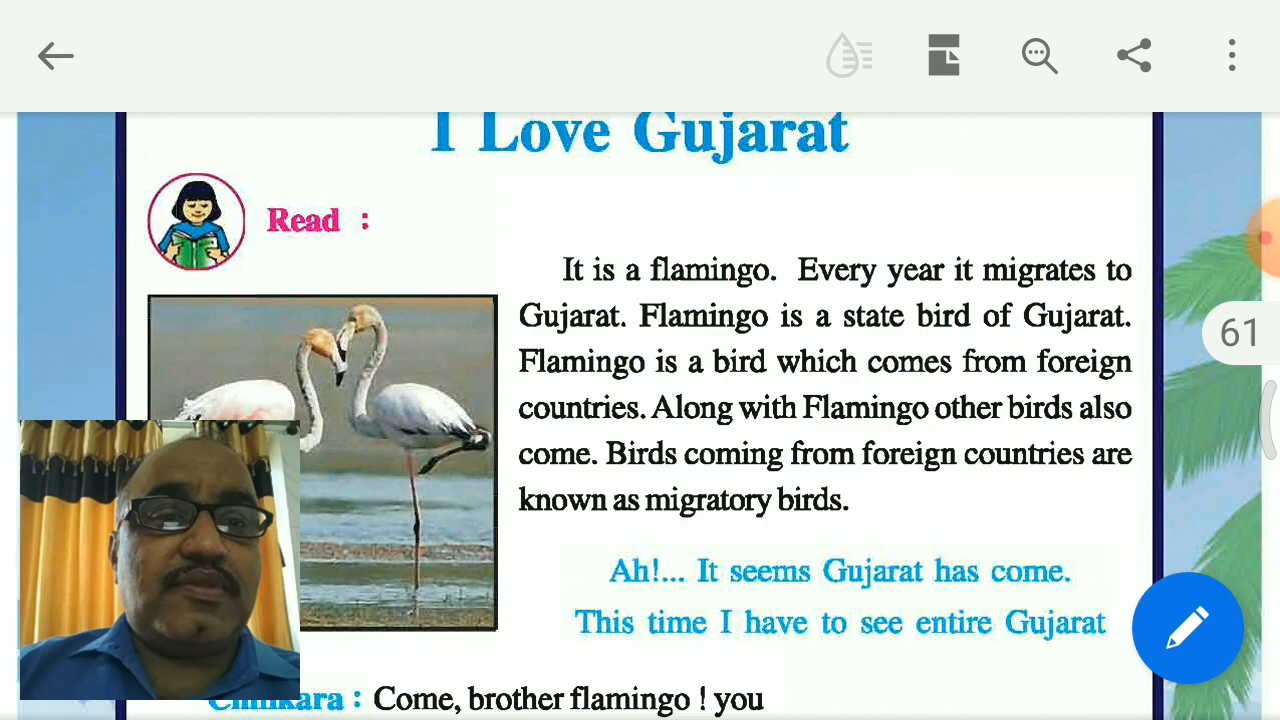 I Love Gujarat
Read :
It is a flamingo. Every year it migrates to
Gujarat. Flamingo is a state bird of Gujarat.
Flamingo is a bird which comes from foreign
countries. Along with Flamingo other birds also
come. Birds coming from foreign countries are
known as migratory birds.
61
Ah!... It seems Gujarat has come.
This time I have to see entire Gujarat
Chinkara : Come, brother flamingo ! you